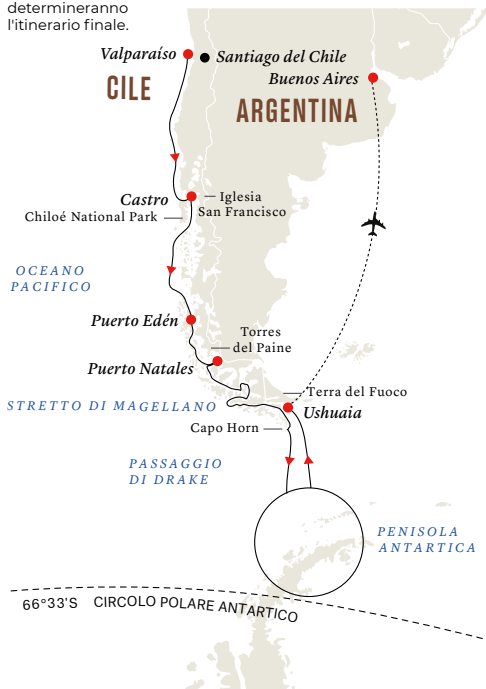 determineranno
l'itinerario finale.
Valparaíso
Santiago del Chile
Buenos Aires
CILE
ARGENTINA
Castro
Iglesia
San Francisco
Chiloé National Park
OCEANO
PACIFICO
Puerto Edén
Torres
del Paine
Puerto Natales
Terra del Fuoco
STRETTO DI MAGELLANO
Ushuaia
Capo Horn
PASSAGGIO
DI DRAKE
PENISOLA
ANTARTICA
66°33'S CIRCOLO POLARE ANTARTICO